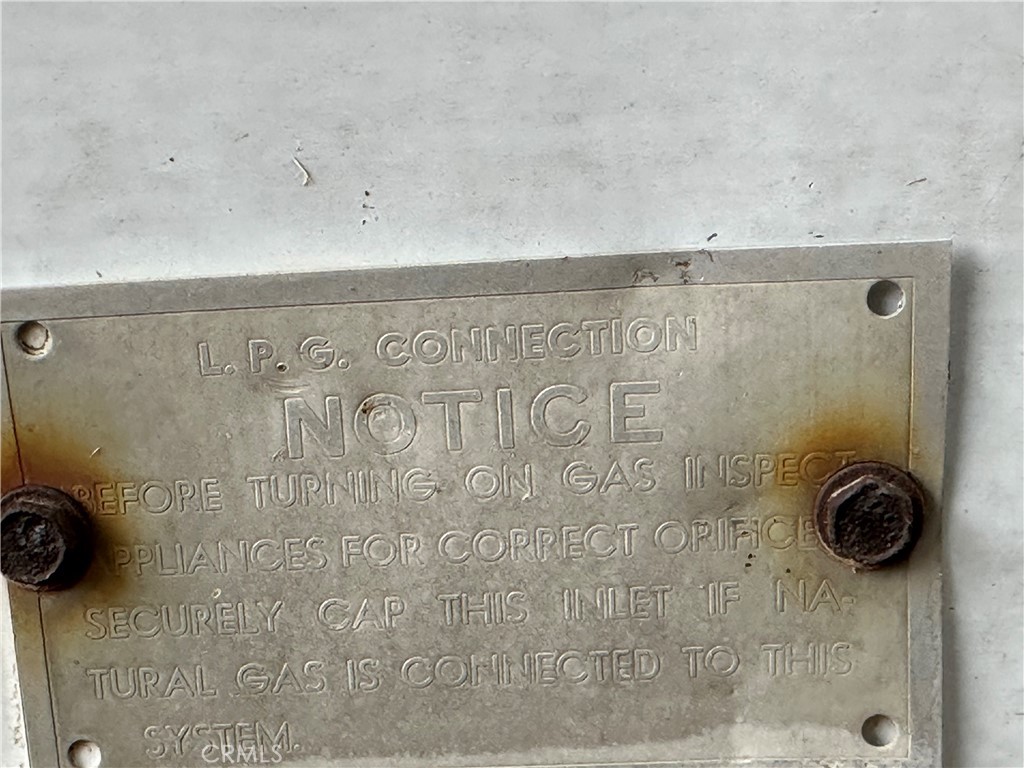 L. P. G. CONNECTION
NOTICE
BEFORE TURNING ON GAS INSPECT
APPLIANCES FOR CORRECT ORIFICE
SECURELY CAP THIS INLET IF NA-
TURAL GAS IS CONNECTED TO THIS
SYSTEM.
CRMLS